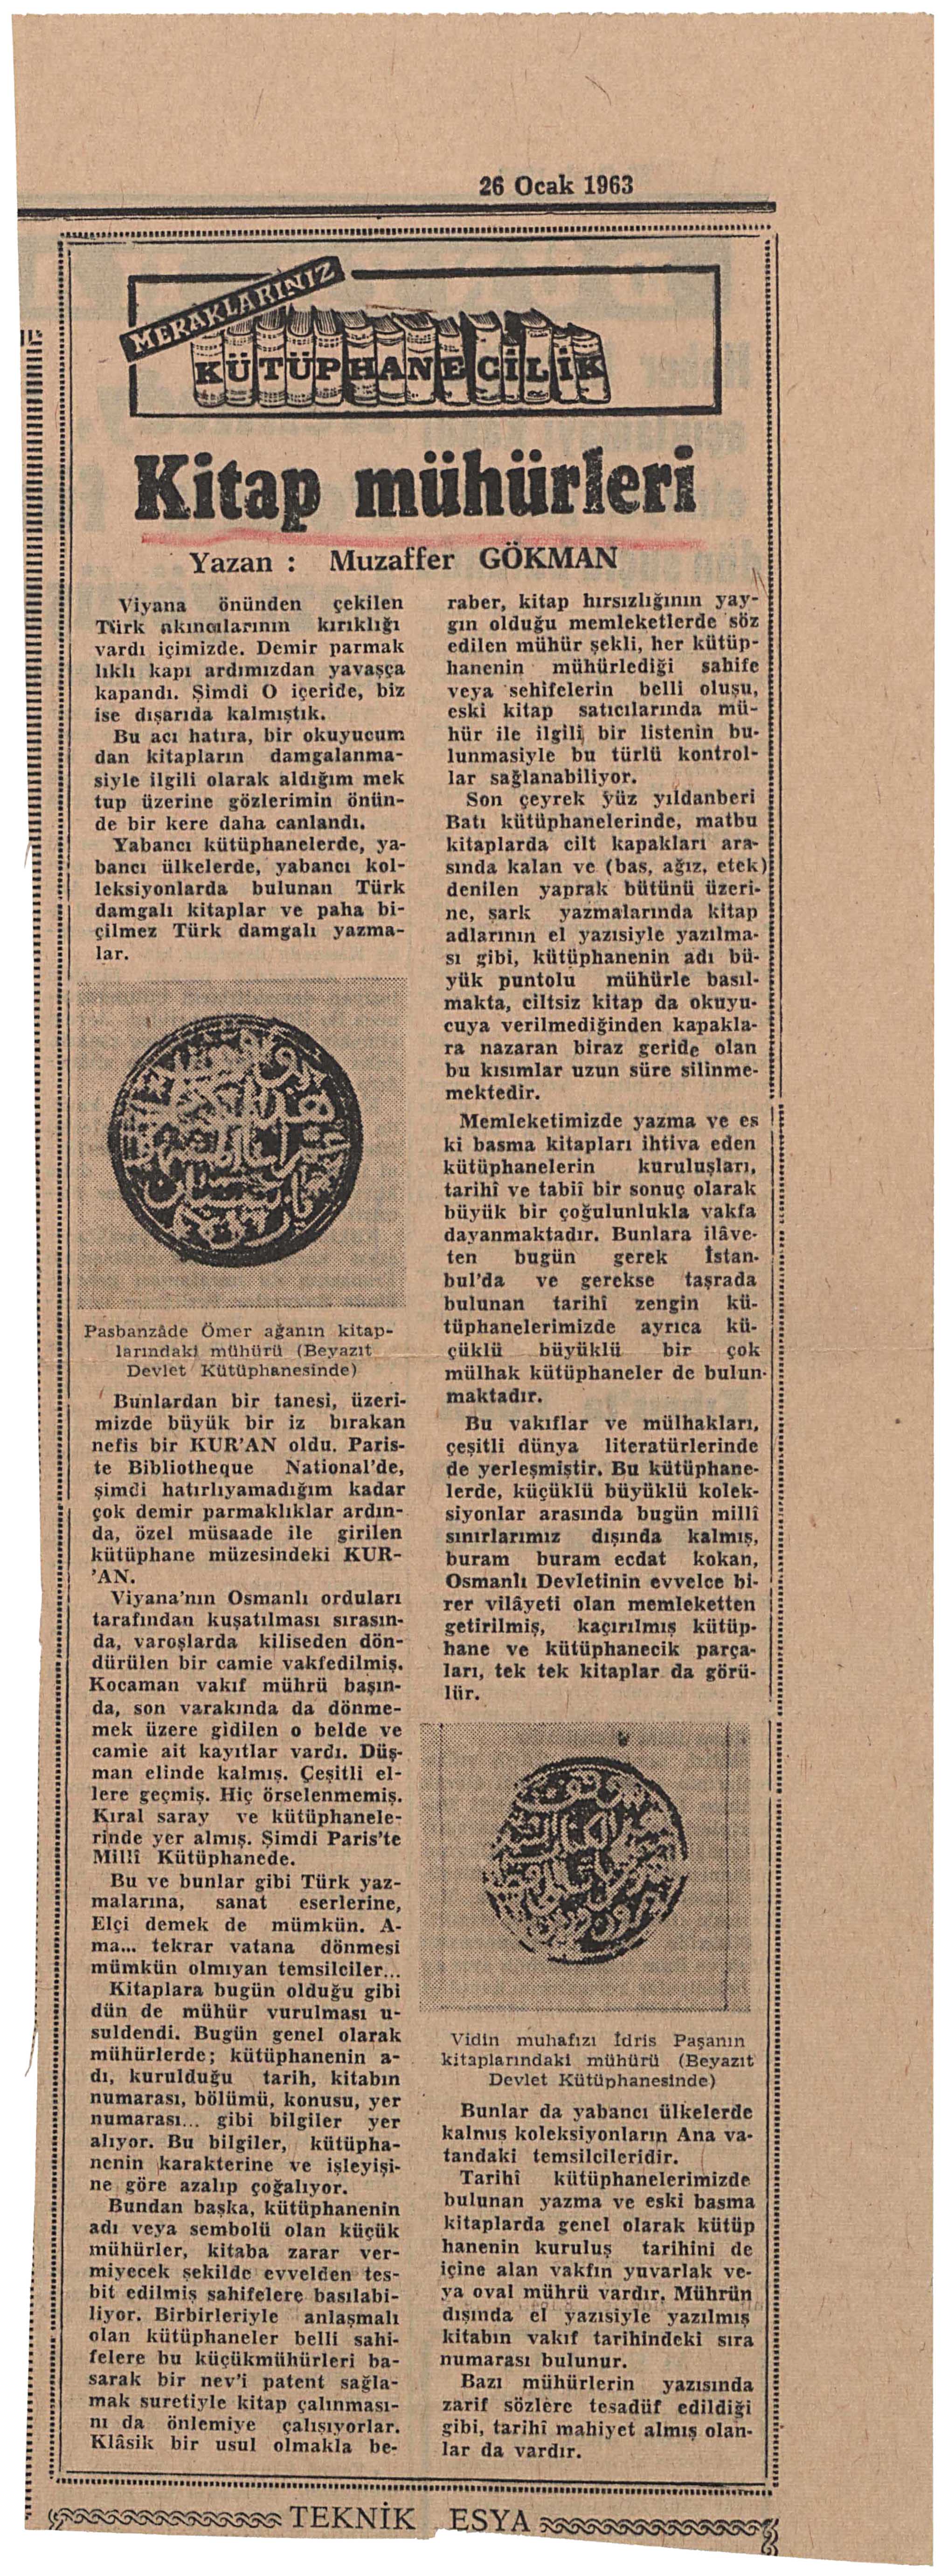 26 Ocak 1963
MERAKLARINIZ
KÜTÜPHANECİLİK
Kitap mühürleri
Yazan : Muzaffer GÖKMAN
Viyana önünden çekilen
Türk akıncılarının kırıklığı
vardı içimizde. Demir parmak
lıklı kapı ardımızdan yavaşça
kapandı. Şimdi O içeride, biz
ise dışarıda kalmıştık.
Bu acı hatıra, bir okuyucum
dan kitapların damgalanma-
siyle ilgili olarak aldığım mek
tup üzerine gözlerimin önün-
de bir kere daha canlandı.
Yabancı kütüphanelerde, ya-
bancı ülkelerde, yabancı kol-
leksiyonlarda bulunan Türk
damgalı kitaplar ve paha bi-
çilmez Türk damgalı yazma-
lar.
Pasbanzâde Ömer ağanın kitap-
larındaki mühürü (Beyazıt
Devlet Kütüphanesinde)
Bunlardan bir tanesi, üzeri-
mizde büyük bir iz bırakan
nefis bir KUR'AN oldu. Paris-
te Bibliotheque National'de,
şimdi hatırlıyamadığım kadar
çok demir parmaklıklar ardın-
da, özel müsaade ile girilen
kütüphane müzesindeki KUR-
'AN.
Viyana'nın Osmanlı orduları
tarafından kuşatılması sırasın-
da, varoşlarda kiliseden dön-
dürülen bir camie vakfedilmiş.
Kocaman vakıf mührü başın-
da, son varakında da dönme-
mek üzere gidilen o belde ve
camie ait kayıtlar vardı. Düş-
man elinde kalmış. Çeşitli el-
lere geçmiş. Hiç örselenmemiş.
Kıral saray ve kütüphanele-
rinde yer almış. Şimdi Paris'te
Millî Kütüphanede.
Bu ve bunlar gibi Türk yaz-
malarına, sanat eserlerine,
Elçi demek de mümkün. A-
ma... tekrar vatana dönmesi
mümkün olmıyan temsilciler...
Kitaplara bugün olduğu gibi
dün de mühür vurulması u-
suldendi. Bugün genel olarak
mühürlerde; kütüphanenin a-
dı, kurulduğu tarih, kitabın
numarası, bölümü, konusu, yer
numarası... gibi bilgiler yer
alıyor. Bu bilgiler, kütüpha-
nenin karakterine ve işleyişi-
ne göre azalıp çoğalıyor.
Bundan başka, kütüphanenin
adı veya sembolü olan küçük
mühürler, kitaba zarar ver-
miyecek şekilde evvelden tes-
bit edilmiş sahifelere basılabi-
liyor. Birbirleriyle anlaşmalı
olan kütüphaneler belli sahi-
felere bu küçükmühürleri ba-
sarak bir nev'i patent sağla-
mak suretiyle kitap çalınması-
nı da önlemiye çalışıyorlar.
Klâsik bir usul olmakla be-
raber, kitap hırsızlığının yay-
gın olduğu memleketlerde söz
edilen mühür şekli, her kütüp-
hanenin mühürlediği sahife
veya sehifelerin belli oluşu,
eski kitap satıcılarında mü-
hür ile ilgili bir listenin bu-
lunmasiyle bu türlü kontrol-
lar sağlanabiliyor.
Son çeyrek yüz yıldanberi
Batı kütüphanelerinde, matbu
kitaplarda cilt kapakları ara-
sında kalan ve (bas, ağız, etek)
denilen yaprak bütünü üzeri-
ne, şark yazmalarında kitap
adlarının el yazısiyle yazılma-
sı gibi, kütüphanenin adı bü-
yük puntolu mühürle basıl-
makta, ciltsiz kitap da okuyu-
cuya verilmediğinden kapakla-
ra nazaran biraz geride olan
bu kısımlar uzun süre silinme-
mektedir.
Memleketimizde yazma ve es
ki basma kitapları ihtiva eden
kütüphanelerin kuruluşları,
tarihî ve tabiî bir sonuç olarak
büyük bir çoğulunlukla vakfa
dayanmaktadır. Bunlara ilâve-
ten bugün gerek İstan-
bul'da ve gerekse taşrada
bulunan tarihî zengin kü-
tüphanelerimizde ayrıca kü-
çüklü büyüklü bir çok
mülhak kütüphaneler de bulun-
maktadır.
Bu vakıflar ve mülhakları,
çeşitli dünya literatürlerinde
de yerleşmiştir. Bu kütüphane-
lerde, küçüklü büyüklü kolek-
siyonlar arasında bugün millî
sınırlarımız dışında kalmış,
buram buram ecdat kokan,
Osmanlı Devletinin evvelce bi-
rer vilâyeti olan memleketten
getirilmiş, kaçırılmış kütüp-
hane ve kütüphanecik parça-
ları, tek tek kitaplar da görü-
lür.
Vidin muhafızı İdris Paşanın
kitaplarındaki mühürü (Beyazıt
Devlet Kütüphanesinde)
Bunlar da yabancı ülkelerde
kalmış koleksiyonların Ana va-
tandaki temsilcileridir.
Tarihî kütüphanelerimizde
bulunan yazma ve eski basma
kitaplarda genel olarak kütüp
hanenin kuruluş tarihini de
içine alan vakfın yuvarlak ve-
ya oval mührü vardır. Mührün
dışında el yazısiyle yazılmış
kitabın vakıf tarihindeki sıra
numarası bulunur.
Bazı mühürlerin yazısında
zarif sözlere tesadüf edildiği
gibi, tarihî mahiyet almış olan-
lar da vardır.
TEKNİK ESYA